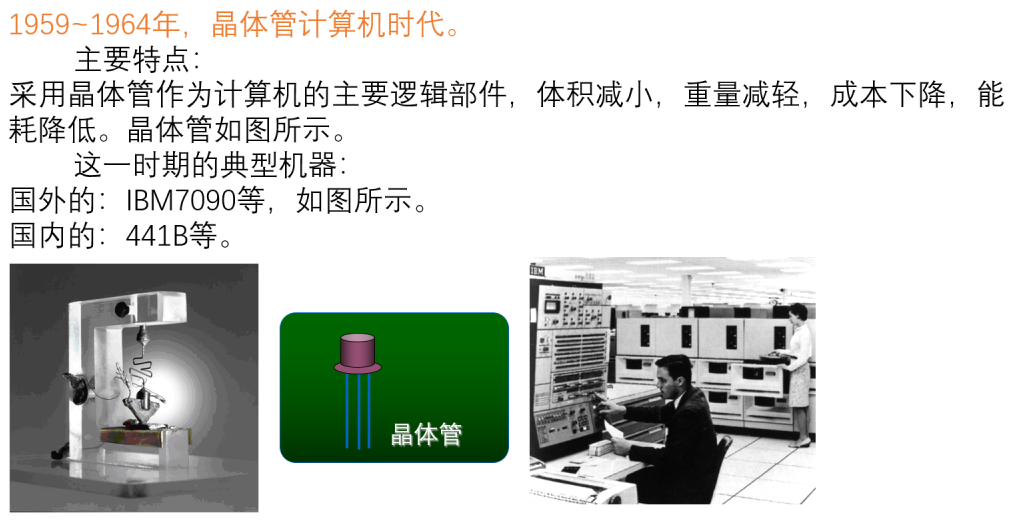 1959~1964年，晶体管计算机时代。
主要特点：
采用晶体管作为计算机的主要逻辑部件，体积减小，重量减轻，成本下降，能
耗降低。晶体管如图所示。
这一时期的典型机器：
国外的：IBM7090等，如图所示。
国内的：441B等。
IBM
晶体管